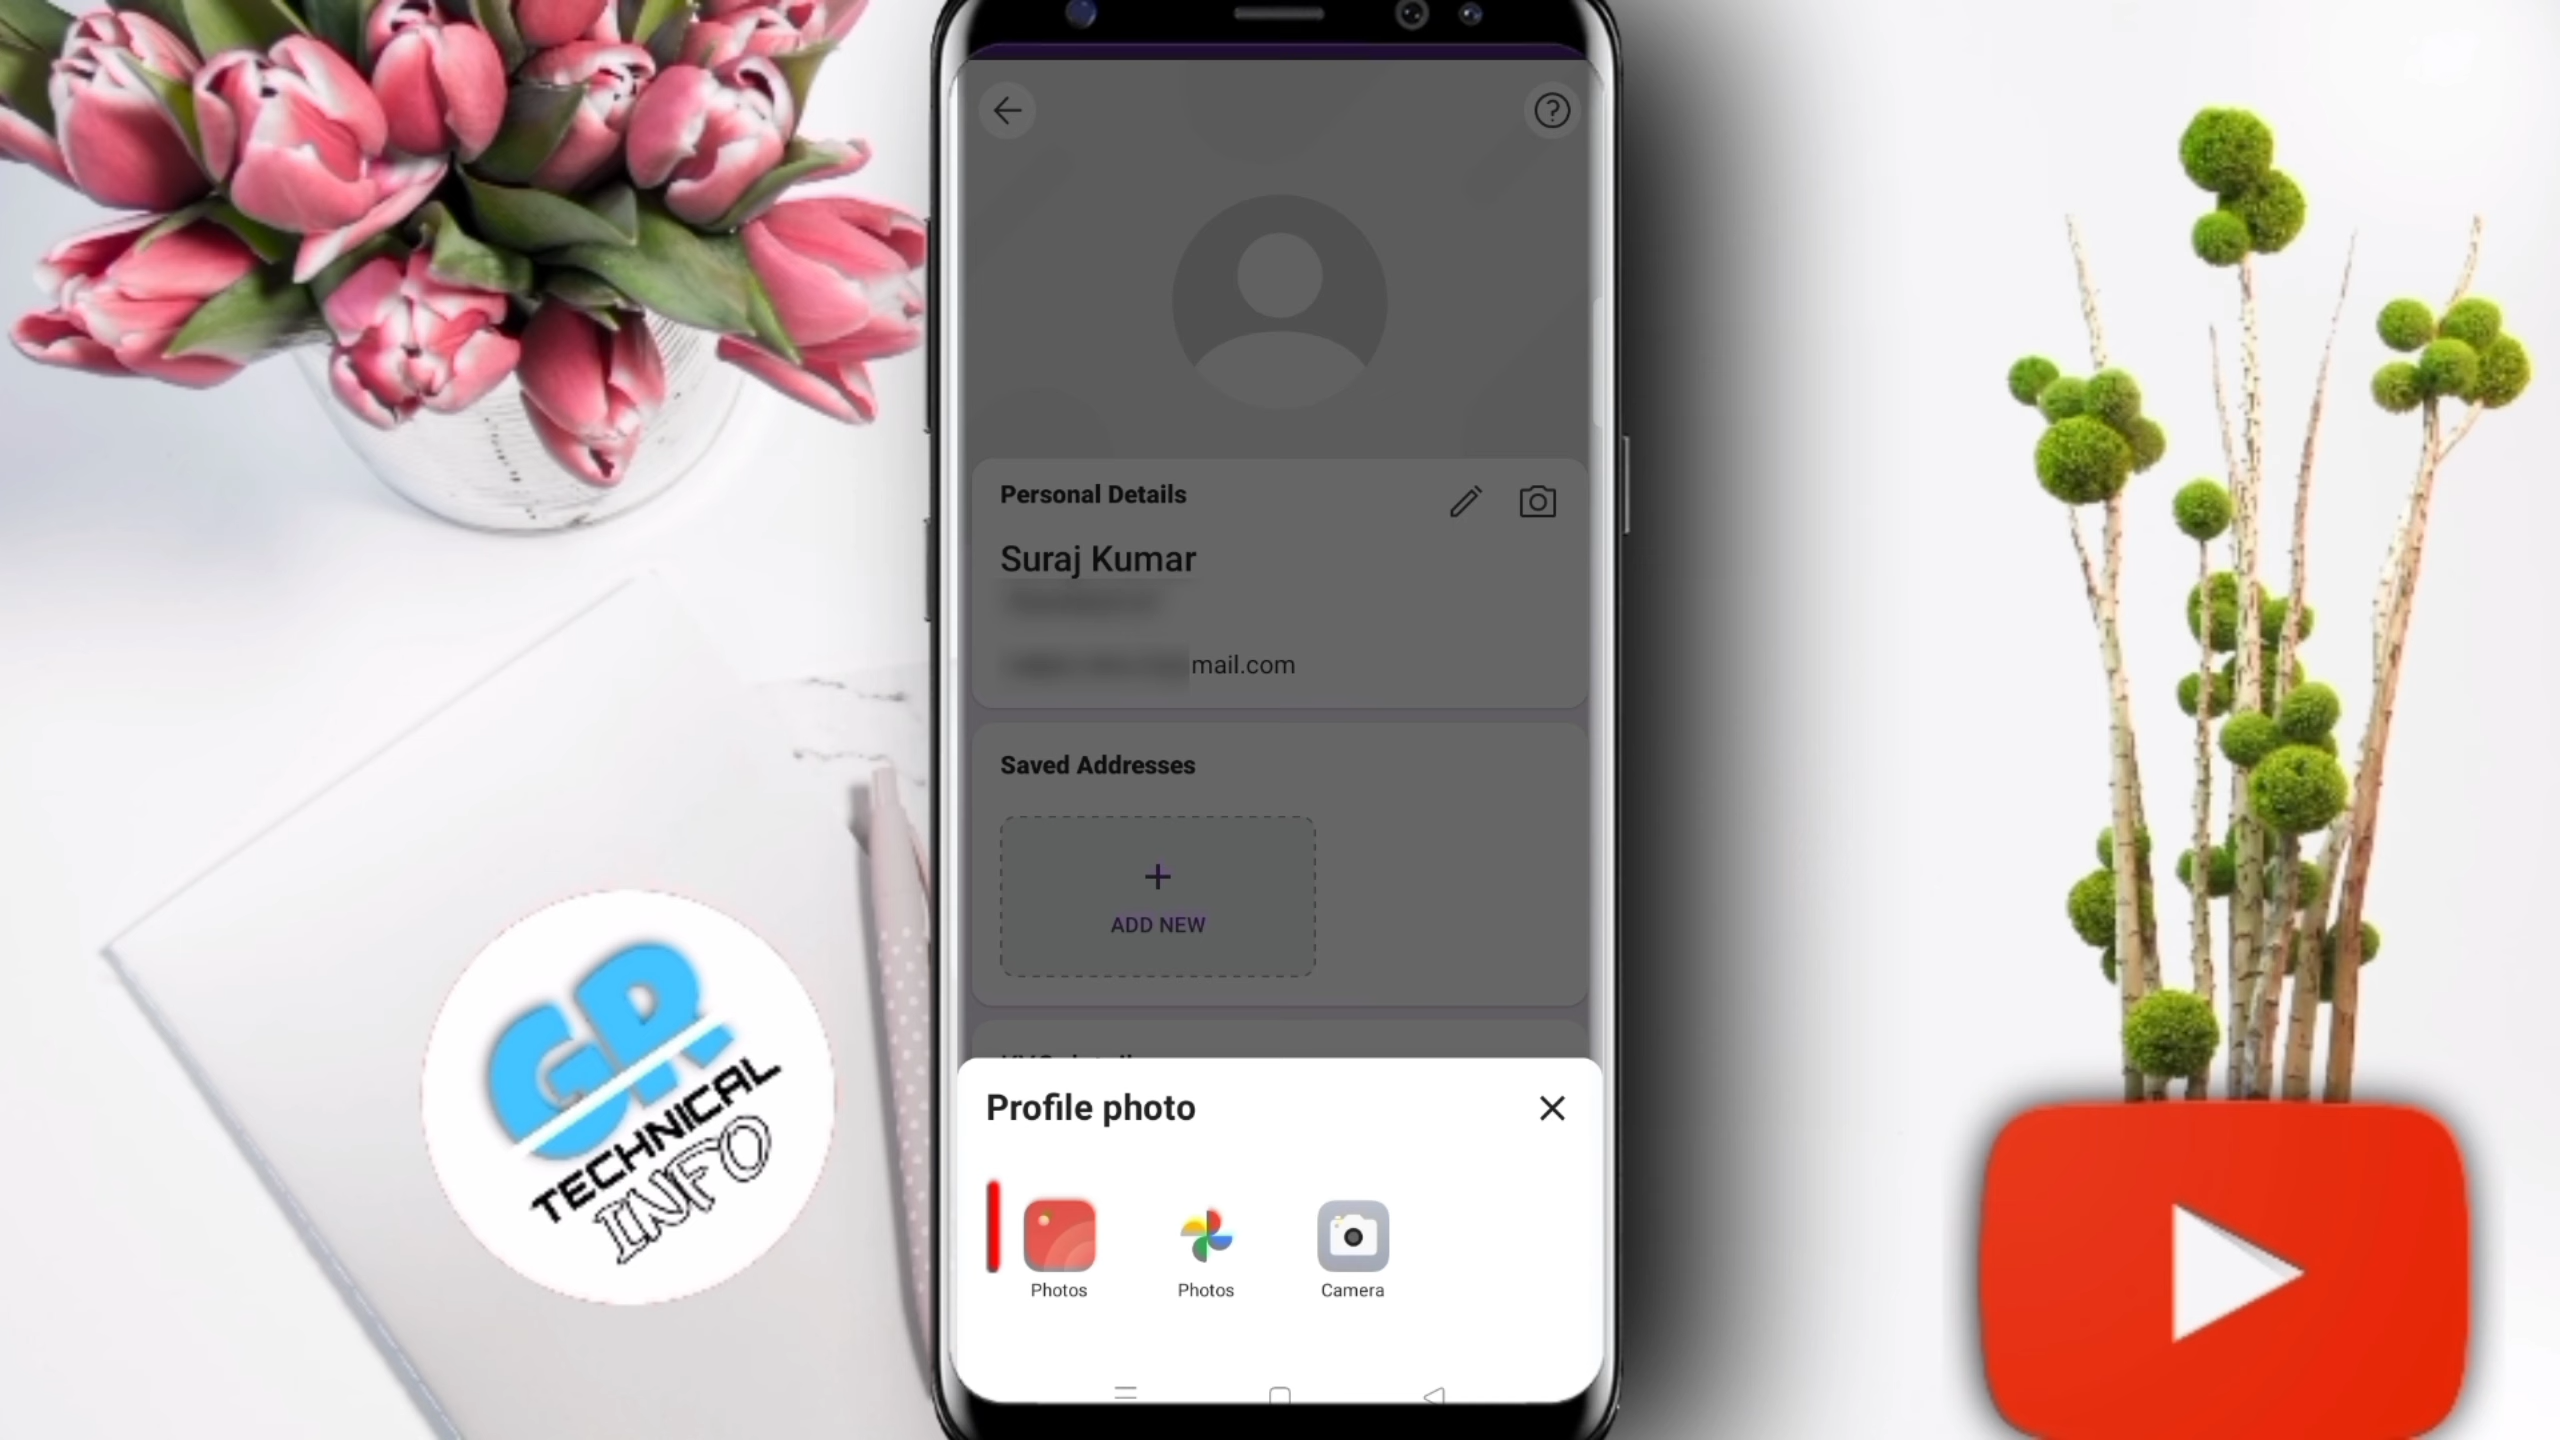 Personal Details
Suraj Kumar
mail.com
Saved Addresses
+
ADD NEW
Profile photo
Photos
Photos
Camera
GR
TECHNICAL
INFO